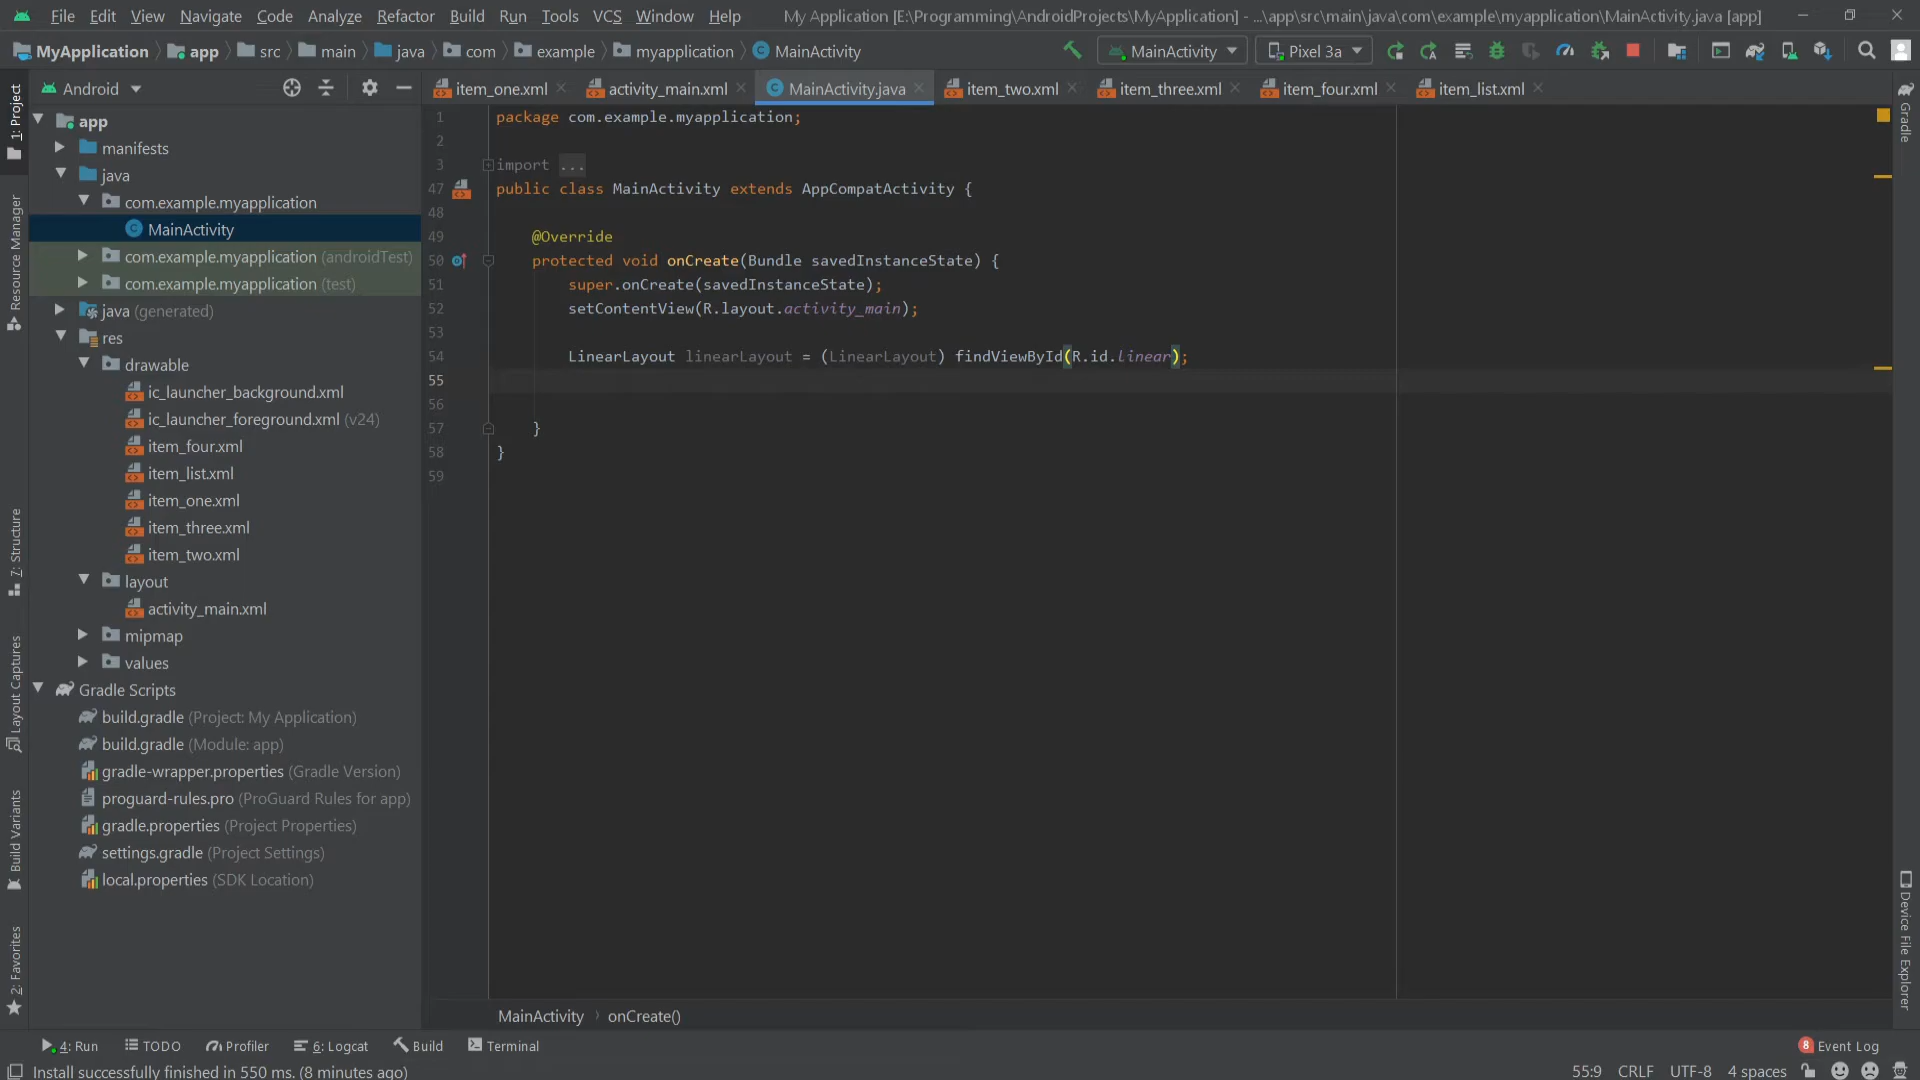 File Edit View Navigate Code Analyze Refactor Build Run Tools VCS Window Help My Application [E:\Programming\AndroidProjects\MyApplication] - ...\app\src\main\java\com\example\myapplication\MainActivity.java [app]
MyApplication app src main java com example myapplication MainActivity MainActivity Pixel 3a
Android item_one.xml activity_main.xml MainActivity.java item_two.xml item_three.xml item_four.xml item_list.xml
1: Project
Resource Manager
7: Structure
Layout Captures
Build Variants
2: Favorites
app
manifests
java
com.example.myapplication
MainActivity
com.example.myapplication (androidTest)
com.example.myapplication (test)
java (generated)
res
drawable
ic_launcher_background.xml
ic_launcher_foreground.xml (v24)
item_four.xml
item_list.xml
item_one.xml
item_three.xml
item_two.xml
layout
activity_main.xml
mipmap
values
Gradle Scripts
build.gradle (Project: My Application)
build.gradle (Module: app)
gradle-wrapper.properties (Gradle Version)
proguard-rules.pro (ProGuard Rules for app)
gradle.properties (Project Properties)
settings.gradle (Project Settings)
local.properties (SDK Location)
1 package com.example.myapplication;
2
3 import ...
47 public class MainActivity extends AppCompatActivity {
48
49 @Override
50 protected void onCreate(Bundle savedInstanceState) {
51 super.onCreate(savedInstanceState);
52 setContentView(R.layout.activity_main);
53
54 LinearLayout linearLayout = (LinearLayout) findViewById(R.id.linear);
55
56
57 }
58 }
59
Gradle
Device File Explorer
MainActivity › onCreate()
4: Run TODO Profiler 6: Logcat Build Terminal 8 Event Log
Install successfully finished in 550 ms. (8 minutes ago) 55:9 CRLF UTF-8 4 spaces